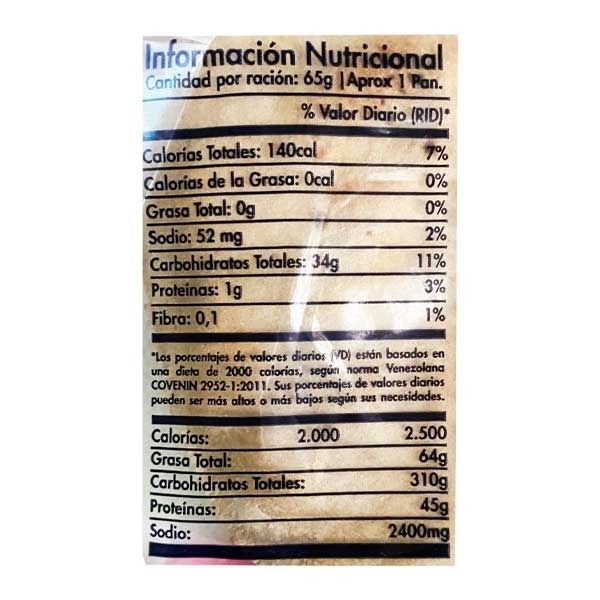 Información Nutricional
Cantidad por ración: 65g | Aprox 1 Pan.
% Valor Diario (RID)*
Calorías Totales: 140cal 7%
Calorías de la Grasa: 0cal 0%
Grasa Total: 0g 0%
Sodio: 52 mg 2%
Carbohidratos Totales: 34g 11%
Proteínas: 1g 3%
Fibra: 0,1 1%
*Los porcentajes de valores diarios (VD) están basados en
una dieta de 2000 calorías, según norma Venezolana
COVENIN 2952-1:2011. Sus porcentajes de valores diarios
pueden ser más altos o más bajos según sus necesidades.
Calorías: 2.000 2.500
Grasa Total: 64g
Carbohidratos Totales: 310g
Proteínas: 45g
Sodio: 2400mg